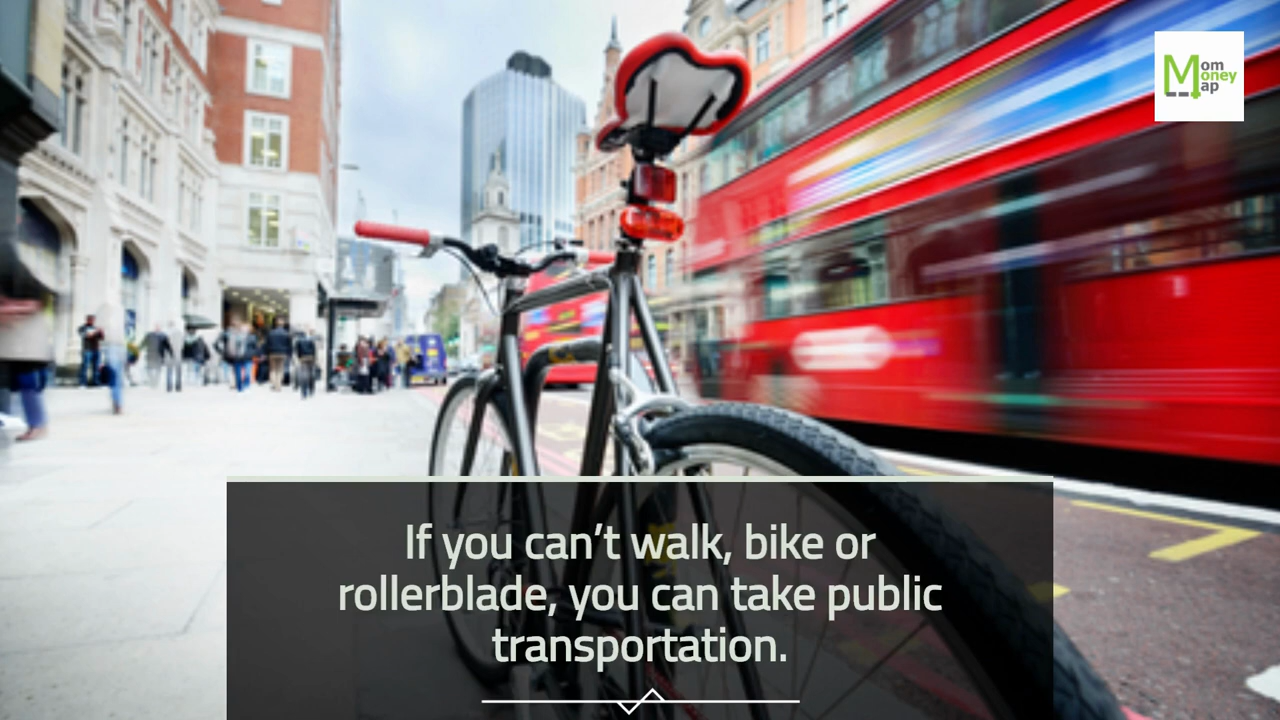 Mom
Money
Map
If you can't walk, bike or
rollerblade, you can take public
transportation.